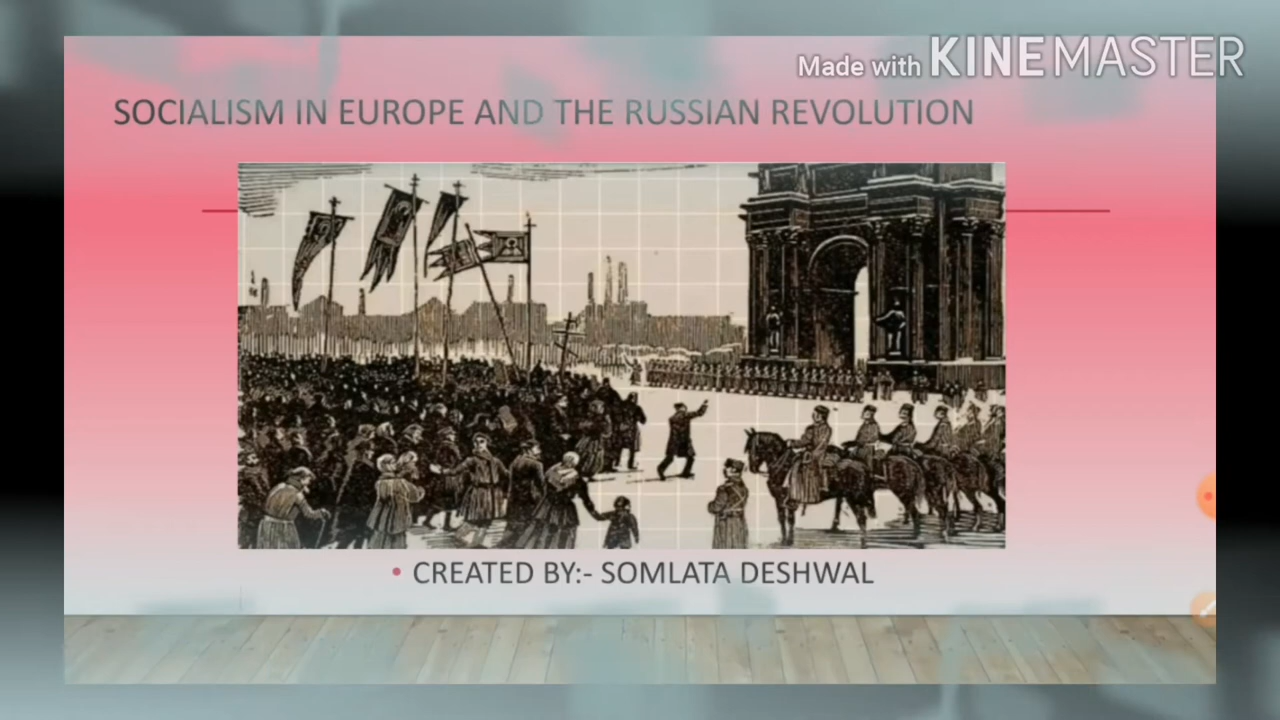 Made with KINEMASTER
SOCIALISM IN EUROPE AND THE RUSSIAN REVOLUTION
• CREATED BY:- SOMLATA DESHWAL